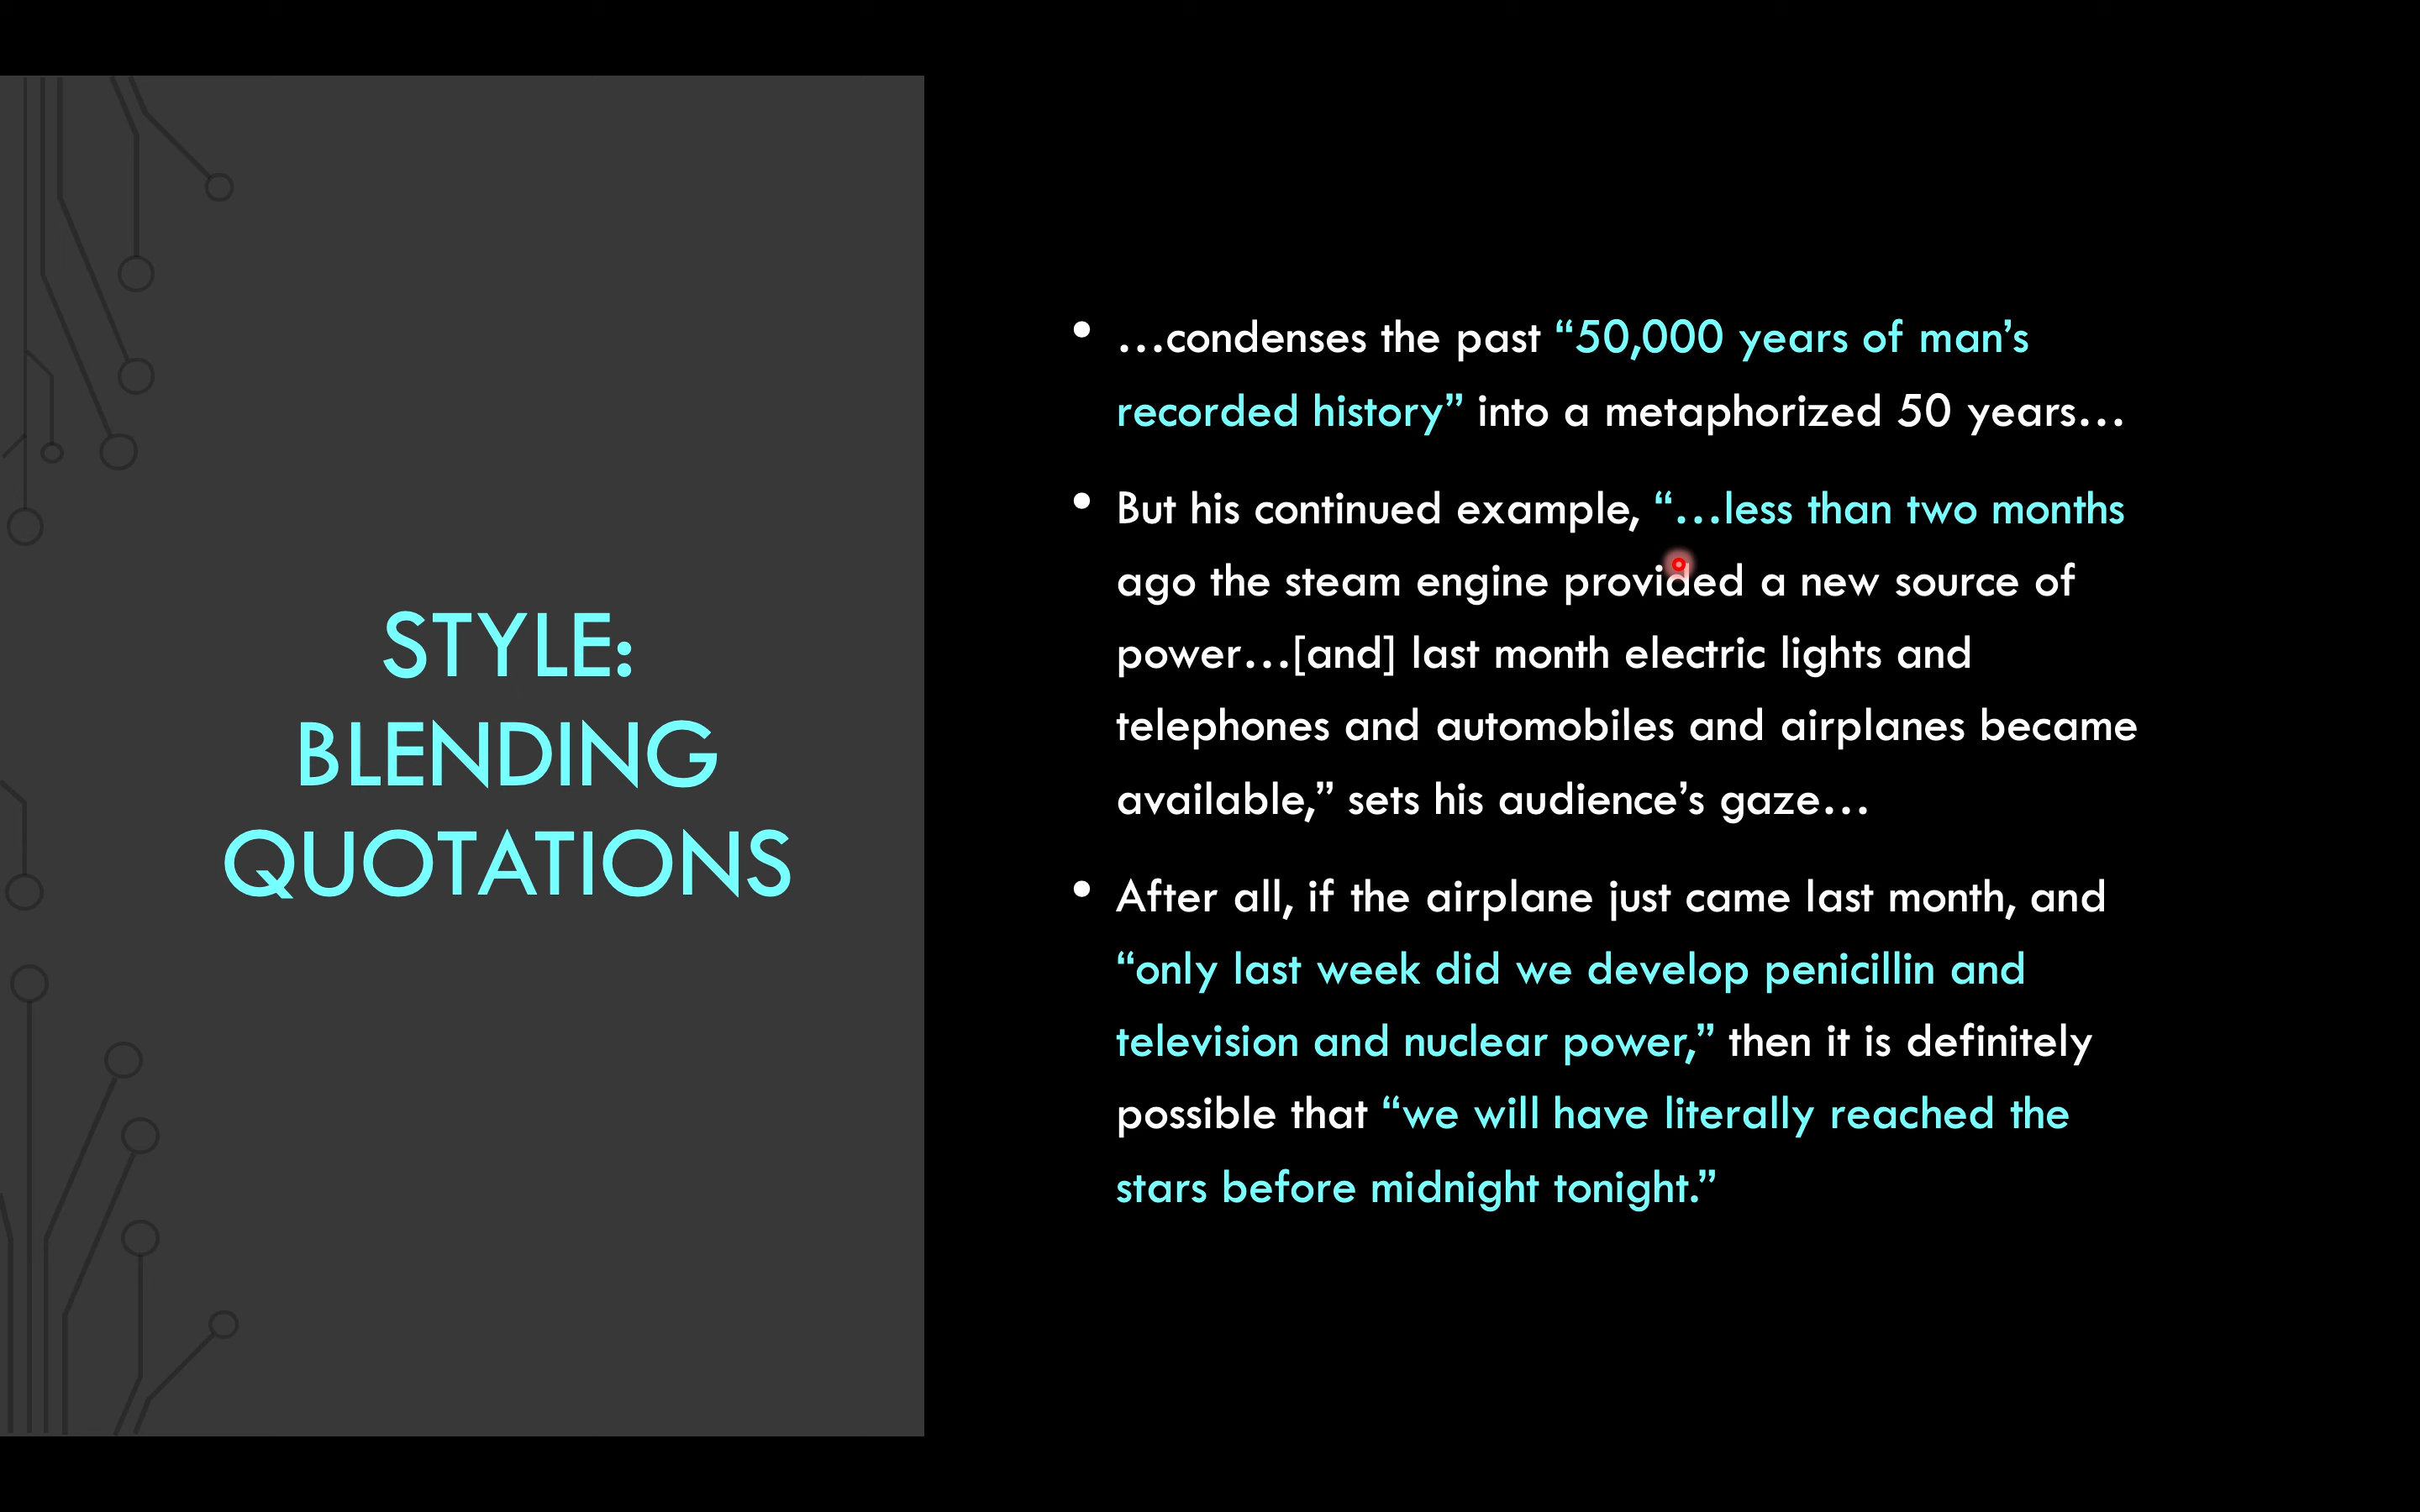 STYLE:
BLENDING
QUOTATIONS
• …condenses the past “50,000 years of man’s
recorded history” into a metaphorized 50 years…
• But his continued example, “…less than two months
ago the steam engine provided a new source of
power…[and] last month electric lights and
telephones and automobiles and airplanes became
available,” sets his audience’s gaze…
• After all, if the airplane just came last month, and
“only last week did we develop penicillin and
television and nuclear power,” then it is definitely
possible that “we will have literally reached the
stars before midnight tonight.”